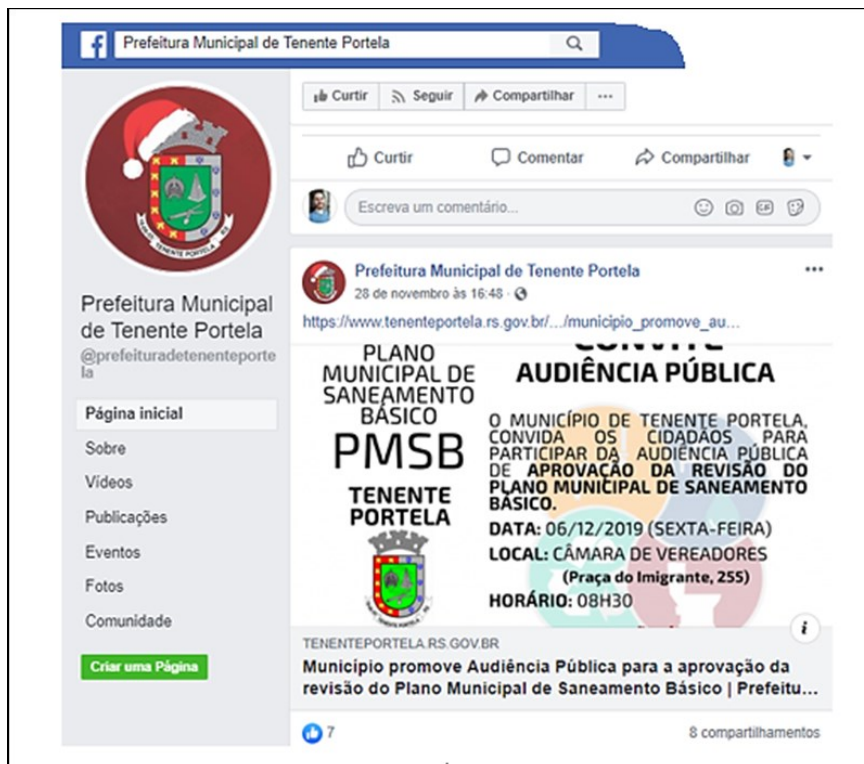 Prefeitura Municipal de Tenente Portela
Curtir Seguir Compartilhar ...
Curtir Comentar Compartilhar
Escreva um comentário... GIF
TENENTE PORTELA
Prefeitura Municipal
de Tenente Portela
@prefeituradetenenteporte
la
Página inicial
Sobre
Vídeos
Publicações
Eventos
Fotos
Comunidade
Criar uma Página
Prefeitura Municipal de Tenente Portela
28 de novembro às 16:48 ·
https://www.tenenteportela.rs.gov.br/.../municipio_promove_au...
PLANO
MUNICIPAL DE
SANEAMENTO
BÁSICO
PMSB
TENENTE
PORTELA
CONVITE
AUDIÊNCIA PÚBLICA
O MUNICÍPIO DE TENENTE PORTELA,
CONVIDA OS CIDADÃOS PARA
PARTICIPAR DA AUDIÊNCIA PÚBLICA
DE APROVAÇÃO DA REVISÃO DO
PLANO MUNICIPAL DE SANEAMENTO
BÁSICO.
DATA: 06/12/2019 (SEXTA-FEIRA)
LOCAL: CÂMARA DE VEREADORES
(Praça do Imigrante, 255)
HORÁRIO: 08H30
TENENTEPORTELA.RS.GOV.BR
Município promove Audiência Pública para a aprovação da
revisão do Plano Municipal de Saneamento Básico | Prefeitu...
7 8 compartilhamentos